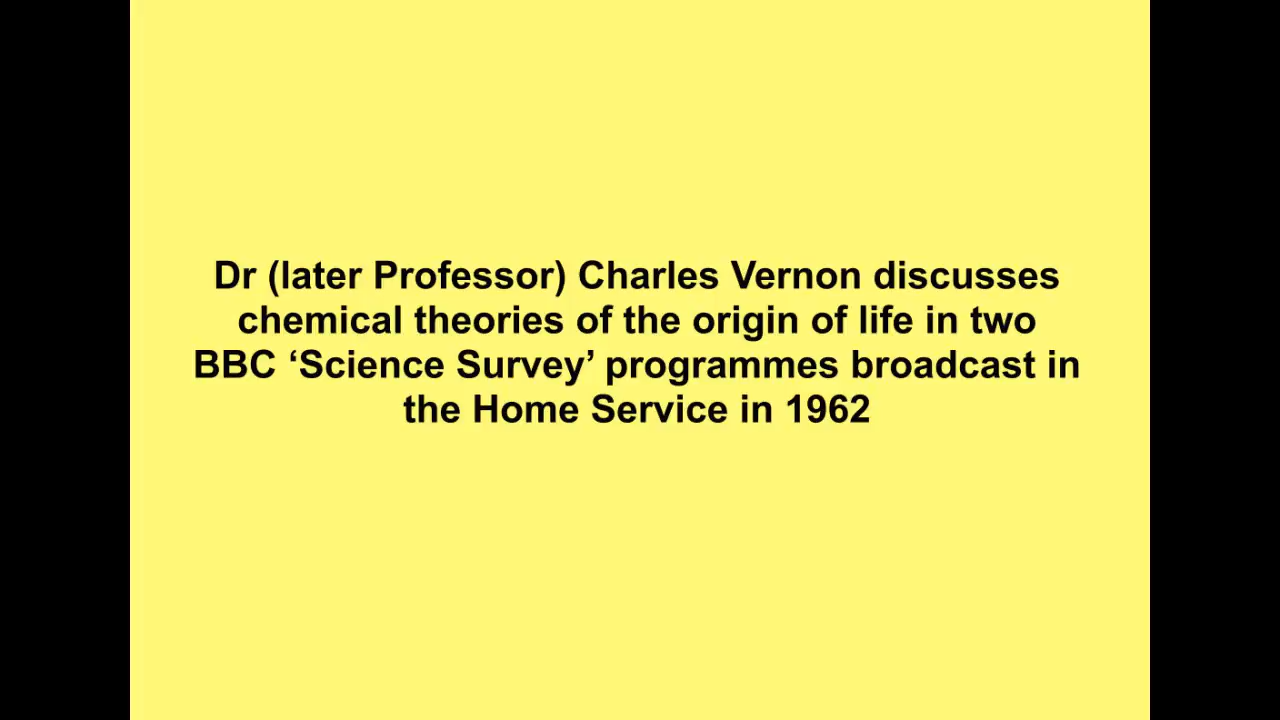 Dr (later Professor) Charles Vernon discusses
chemical theories of the origin of life in two
BBC ‘Science Survey’ programmes broadcast in
the Home Service in 1962